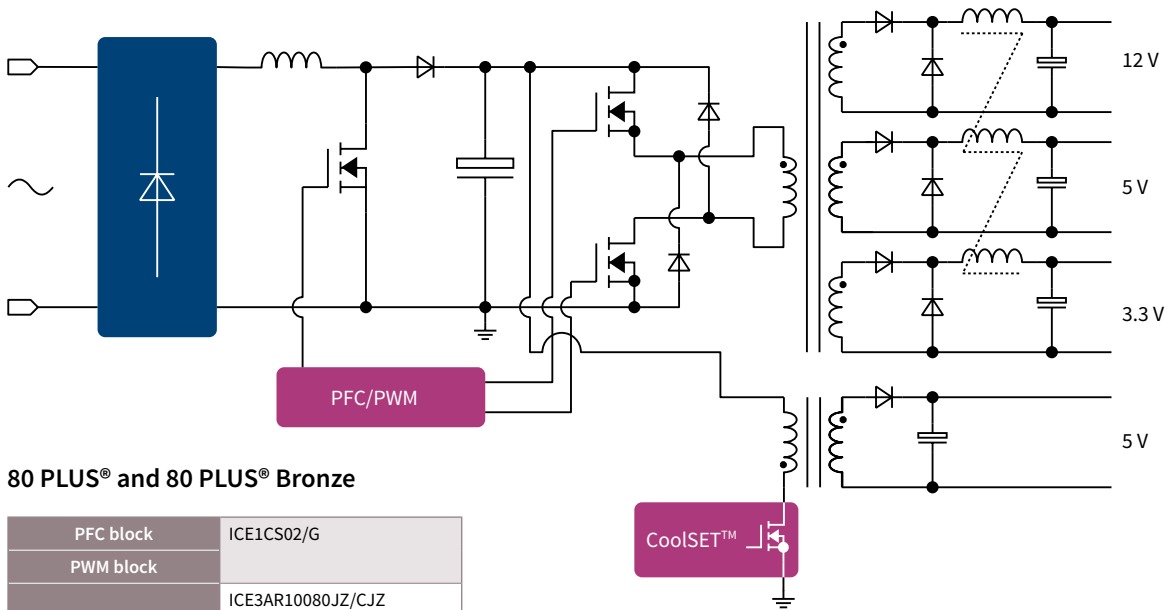 12 V
5 V
3.3 V
PFC/PWM
5 V
80 PLUS® and 80 PLUS® Bronze
CoolSET™
PFC block
ICE1CS02/G
PWM block
ICE3AR10080JZ/CJZ